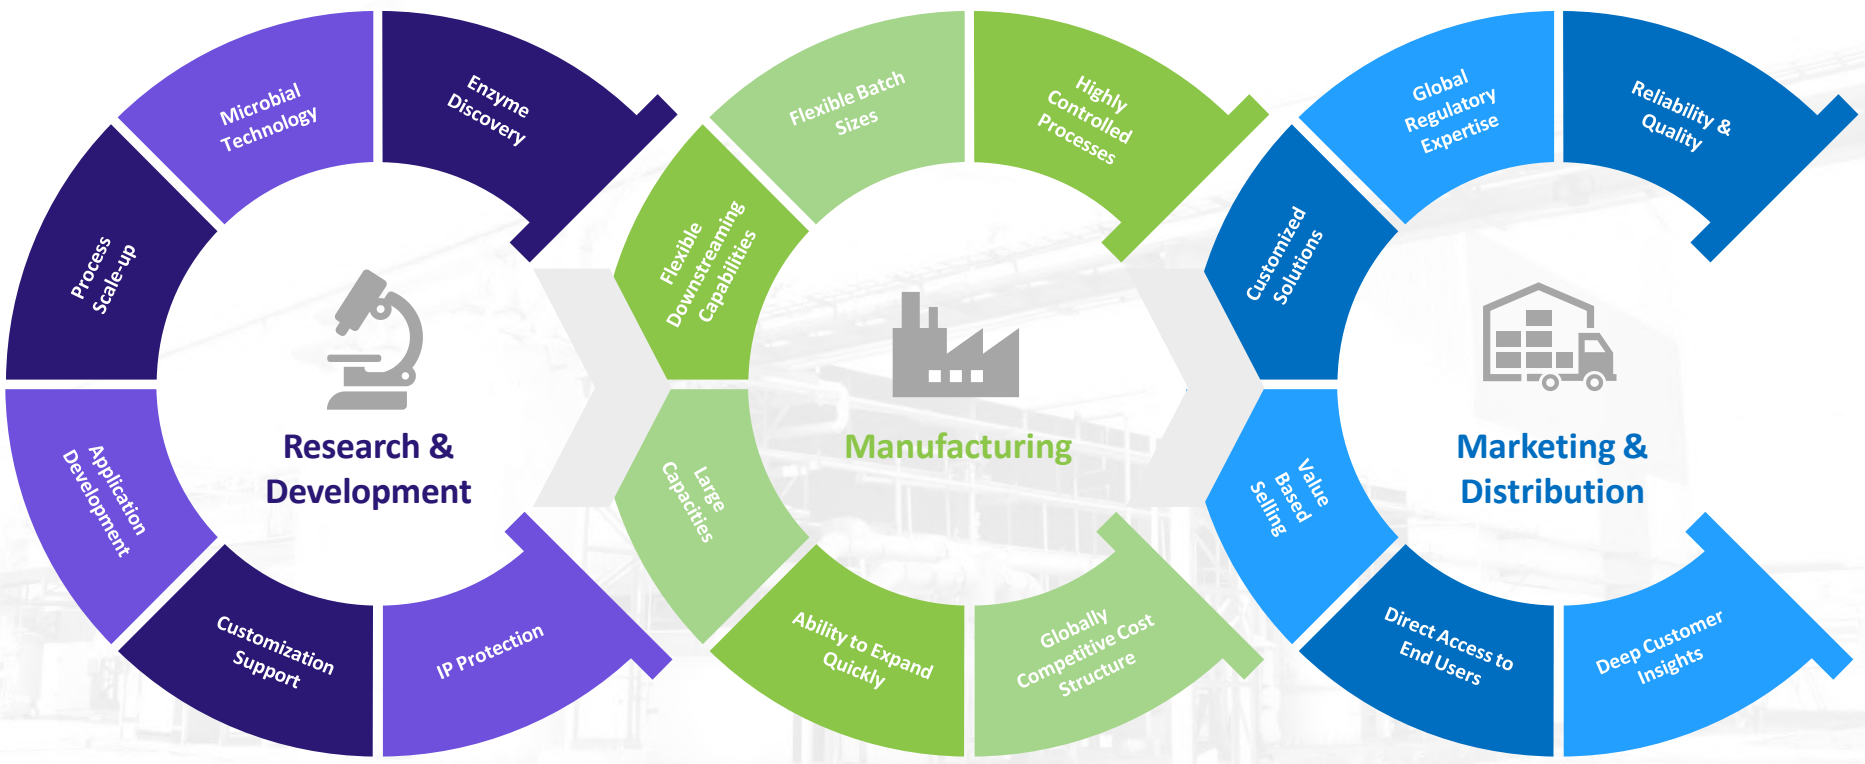 Enzyme
Discovery
Microbial
Technology
Process
Scale-up
Application
Development
Customization
Support
IP Protection
Research &
Development
Highly
Controlled
Processes
Flexible Batch
Sizes
Flexible
Downstreaming
Capabilities
Large
Capacities
Ability to Expand
Quickly
Globally
Competitive Cost
Structure
Manufacturing
Reliability &
Quality
Global
Regulatory
Expertise
Customized
Solutions
Value
Based
Selling
Direct Access to
End Users
Deep Customer
Insights
Marketing &
Distribution